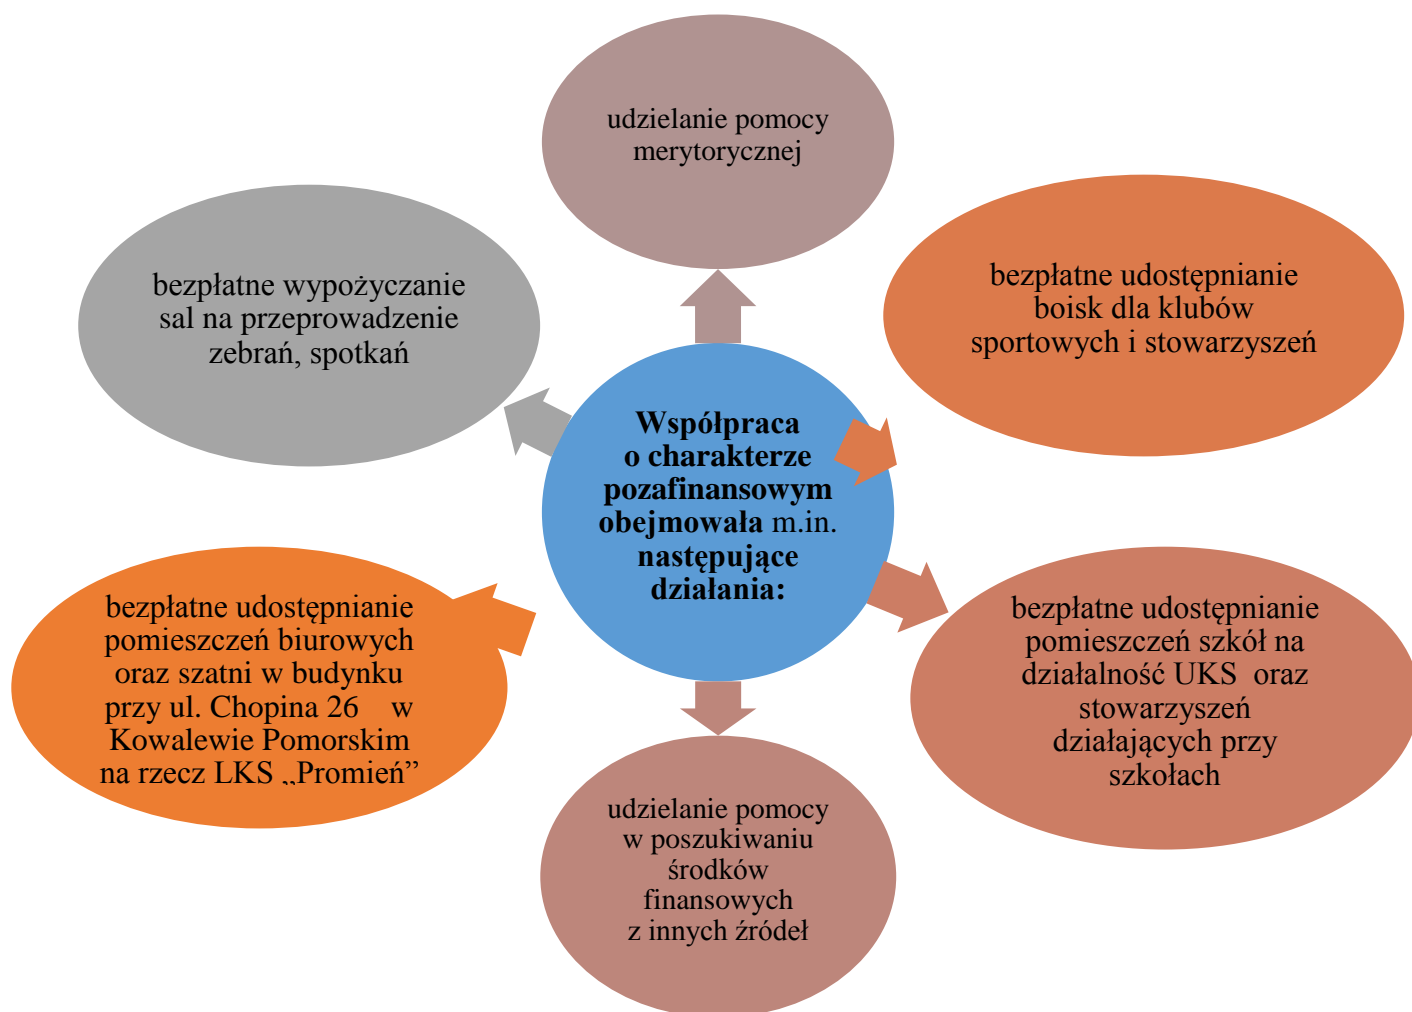 udzielanie pomocy
merytorycznej
bezpłatne wypożyczanie
sal na przeprowadzenie
zebrań, spotkań
bezpłatne udostępnianie
boisk dla klubów
sportowych i stowarzyszeń
Współpraca
o charakterze
pozafinansowym
obejmowała m.in.
następujące
działania:
bezpłatne udostępnianie
pomieszczeń biurowych
oraz szatni w budynku
przy ul. Chopina 26 w
Kowalewie Pomorskim
na rzecz LKS „Promień”
bezpłatne udostępnianie
pomieszczeń szkół na
działalność UKS oraz
stowarzyszeń
działających przy
szkołach
udzielanie pomocy
w poszukiwaniu
środków
finansowych
z innych źródeł